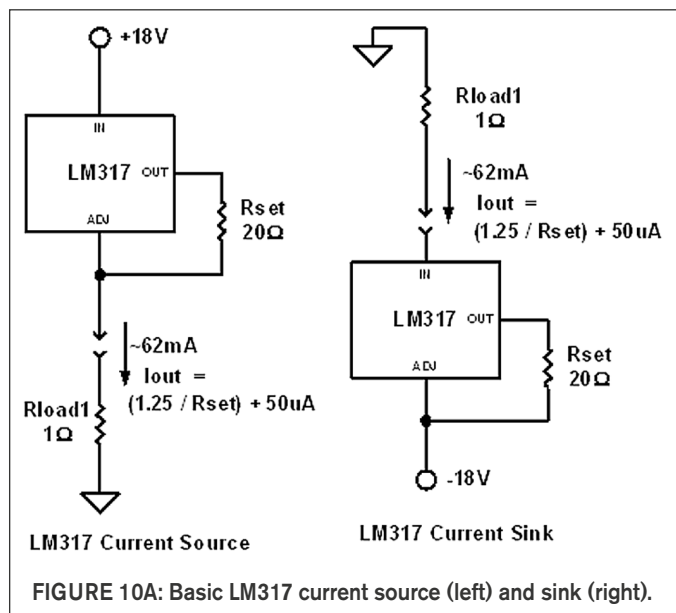 +18V
IN
LM317
OUT
ADJ
Rset
20Ω
~62mA
Iout =
(1.25 / Rset) + 50uA
Rload1
1Ω
LM317 Current Source
Rload1
1Ω
~62mA
Iout =
(1.25 / Rset) + 50uA
IN
LM317
OUT
ADJ
Rset
20Ω
-18V
LM317 Current Sink
FIGURE 10A: Basic LM317 current source (left) and sink (right).